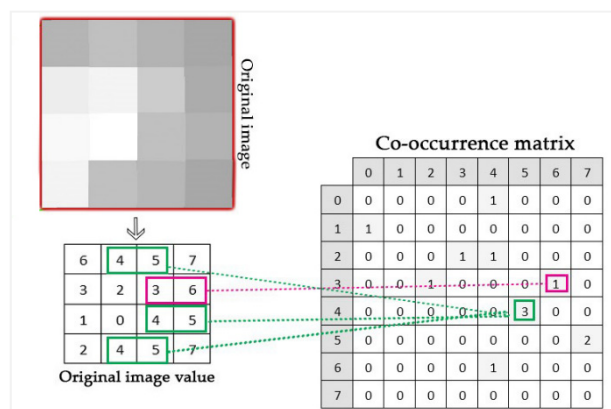 Original image
Co-occurrence matrix
0 1 2 3 4 5 6 7
0 0 0 0 0 1 0 0 0
1 1 0 0 0 0 0 0 0
2 0 0 0 1 1 0 0 0
3 0 0 1 0 0 0 1 0
4 0 0 0 0 0 3 0 0
5 0 0 0 0 0 0 0 2
6 0 0 0 0 1 0 0 0
7 0 0 0 0 0 0 0 0
6 4 5 7
3 2 3 6
1 0 4 5
2 4 5 7
Original image value